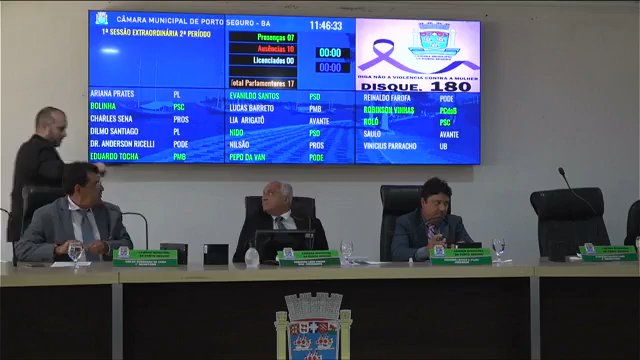 CÂMARA MUNICIPAL DE PORTO SEGURO - BA
11:46:33
1ª SESSÃO EXTRAORDINÁRIA 2º PERÍODO
Presenças 07
Ausências 10
Licenciados 00
Total Parlamentares 17
00:00
00:00
DIGA NÃO A VIOLÊNCIA CONTRA A MULHER
DISQUE, 180
ARIANA PRATES PL
BOLINHA PSC
CHARLES SENA PROS
DILMO SANTIAGO PL
DR. ANDERSON RICELLI PODE
EDUARDO TOCHA PMB
EVANILDO SANTOS PSD
LUCAS BARRETO PMB
LIA ARIGATÔ AVANTE
NIDO PSD
NILSÃO PROS
PEPO DA VAN PODE
REINALDO FAROFA PODE
ROBINSON VINHAS PCdoB
ROLÓ PSC
SAULO AVANTE
VINICIUS PARRACHO UB